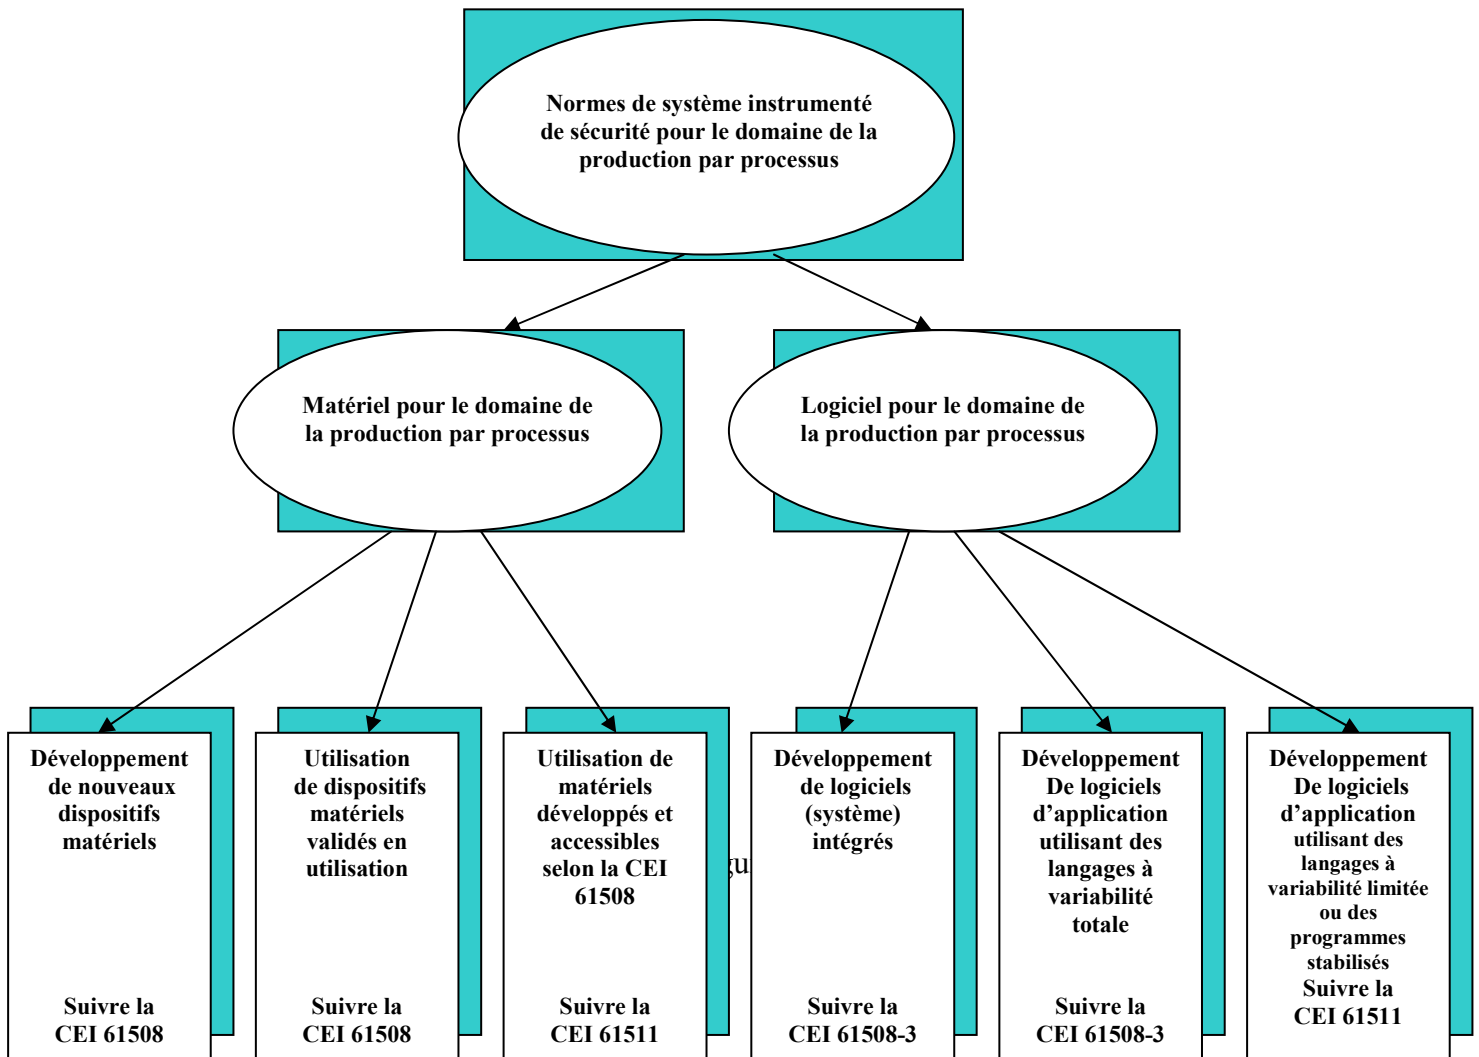 Normes de système instrumenté
de sécurité pour le domaine de la
production par processus
Matériel pour le domaine de
la production par processus
Logiciel pour le domaine de
la production par processus
Développement
de nouveaux
dispositifs
matériels
Suivre la
CEI 61508
Utilisation
de dispositifs
matériels
validés en
utilisation
Suivre la
CEI 61508
Utilisation de
matériels
développés et
accessibles
selon la CEI
61508
Suivre la
CEI 61511
Développement
de logiciels
(système)
intégrés
Suivre la
CEI 61508-3
Développement
De logiciels
d’application
utilisant des
langages à
variabilité
totale
Suivre la
CEI 61508-3
Développement
De logiciels
d’application
utilisant des
langages à
variabilité limitée
ou des
programmes
stabilisés
Suivre la
CEI 61511